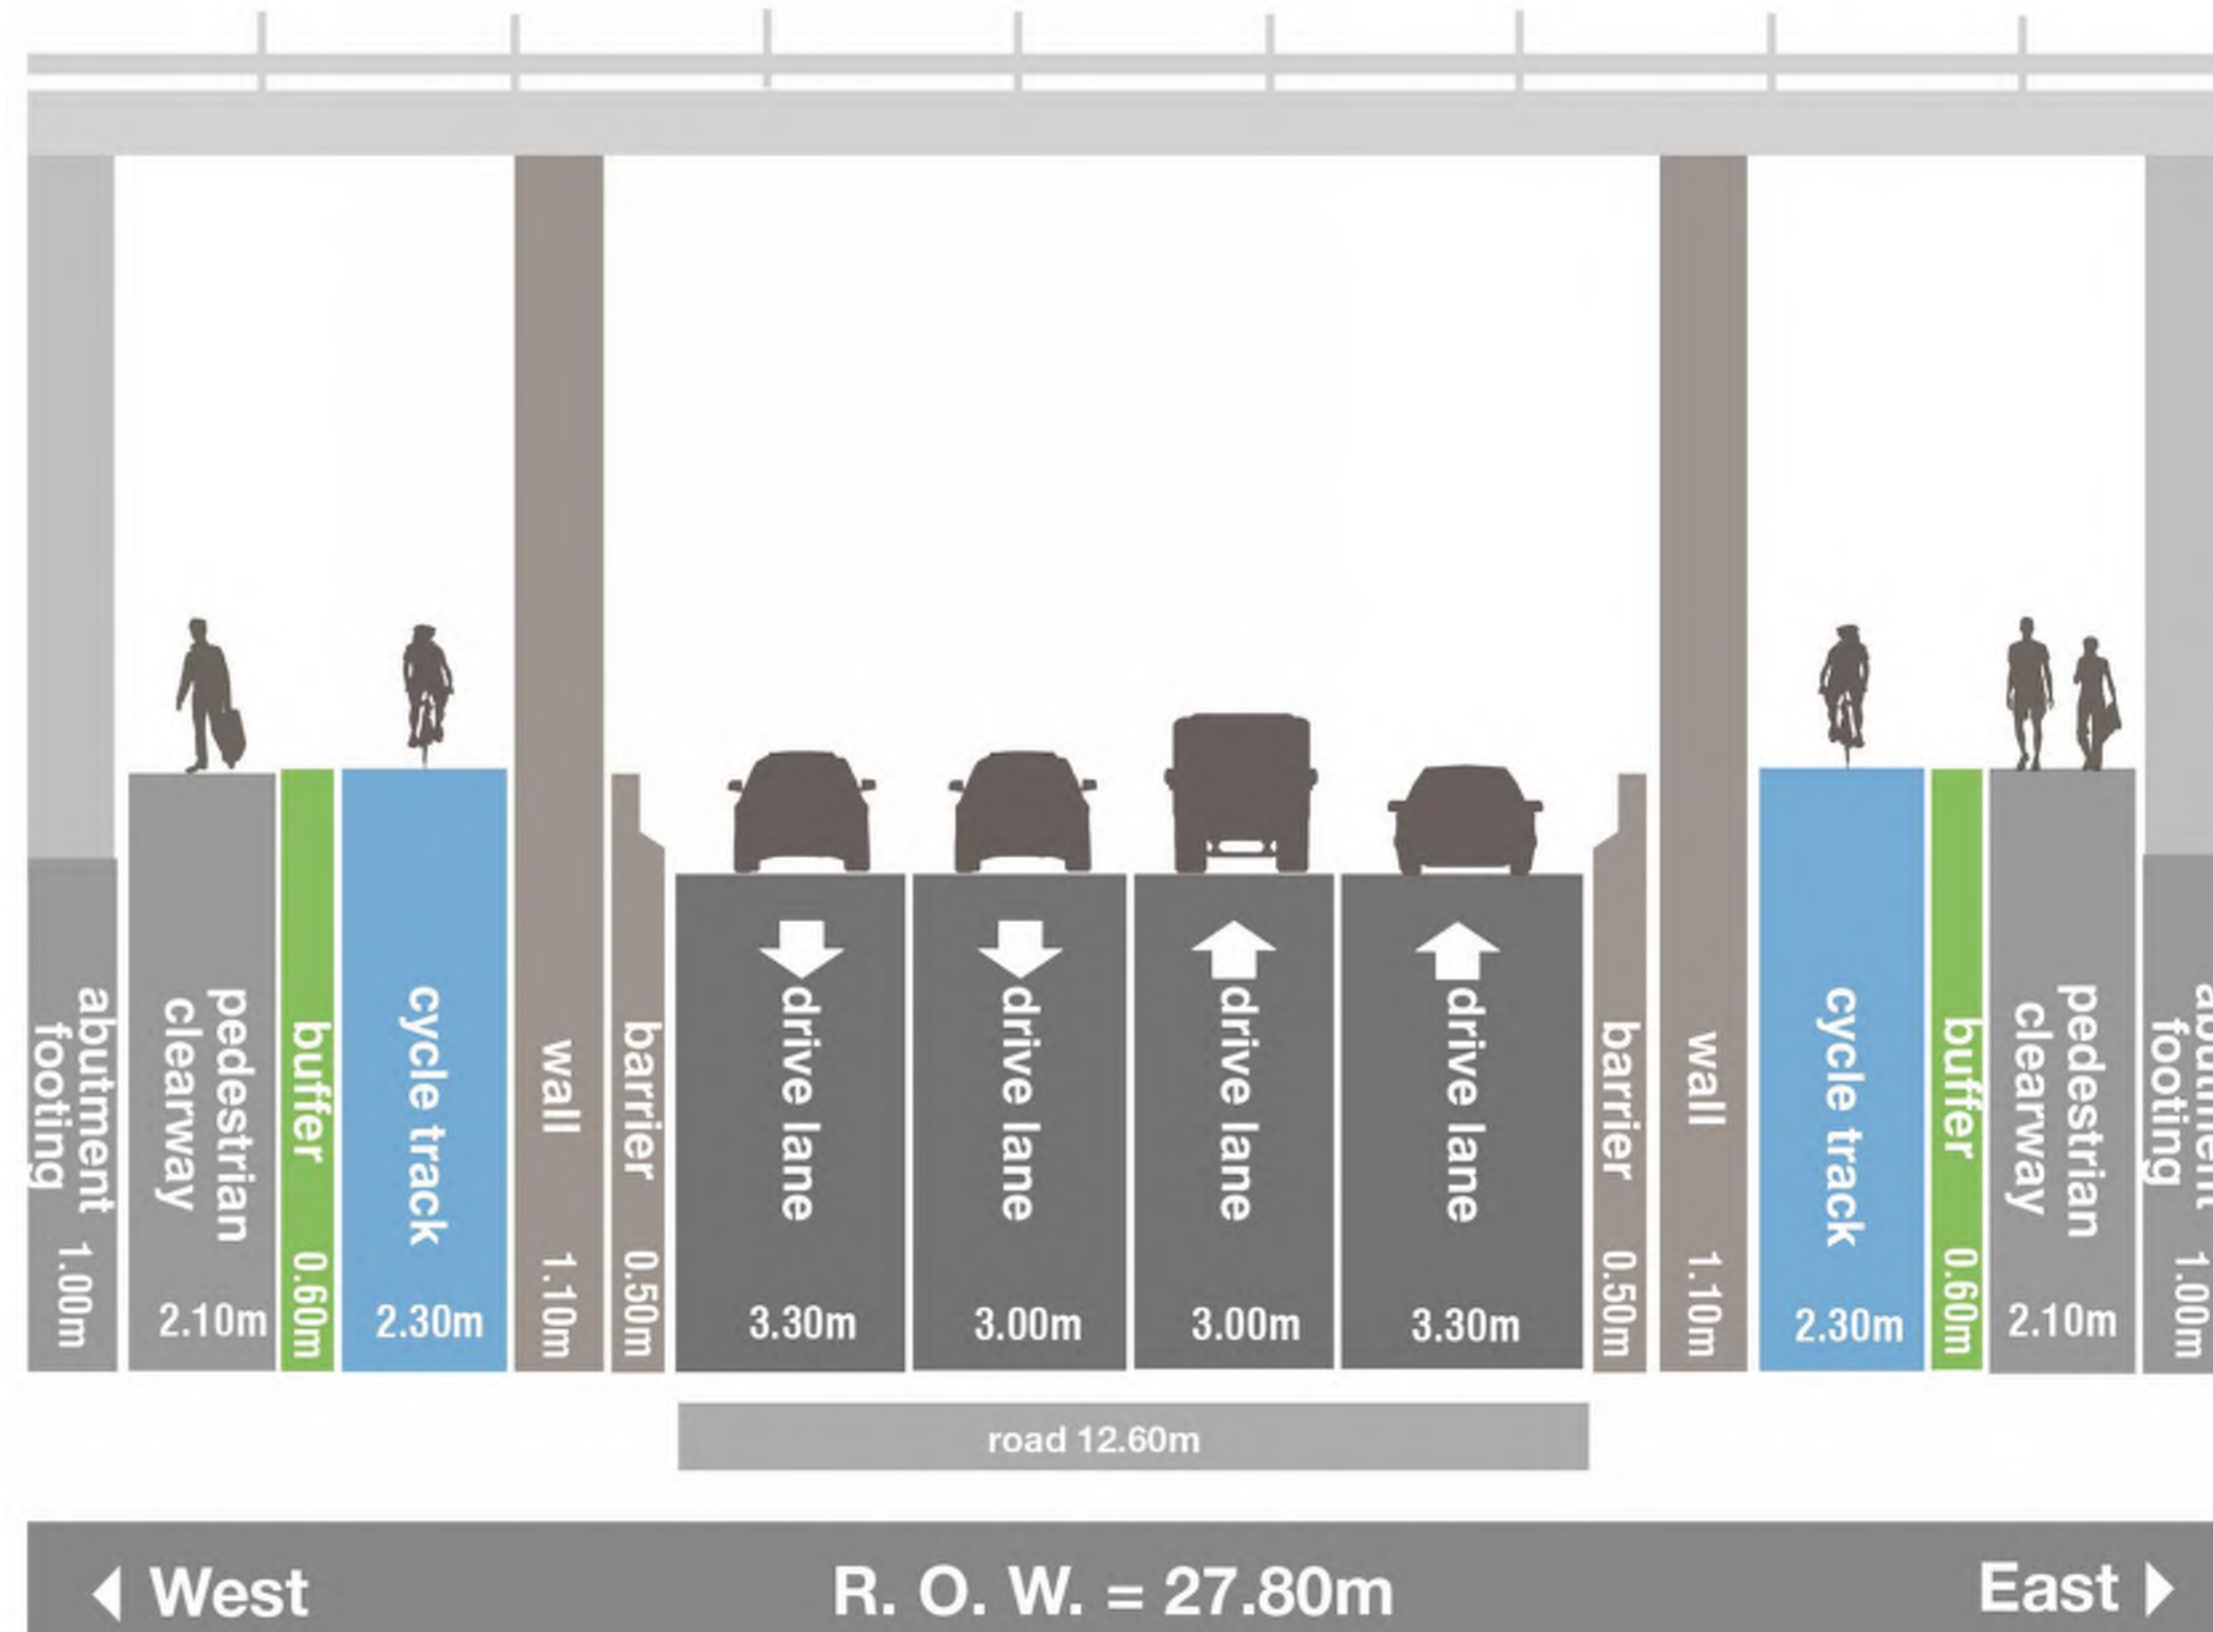 abutment
footing
1.00m
pedestrian
clearway
2.10m
buffer
0.60m
cycle track
2.30m
wall
1.10m
barrier
0.50m
drive lane
3.30m
drive lane
3.00m
drive lane
3.00m
drive lane
3.30m
barrier
0.50m
wall
1.10m
cycle track
2.30m
buffer
0.60m
pedestrian
clearway
2.10m
abutment
footing
1.00m
road 12.60m
West
R. O. W. = 27.80m
East